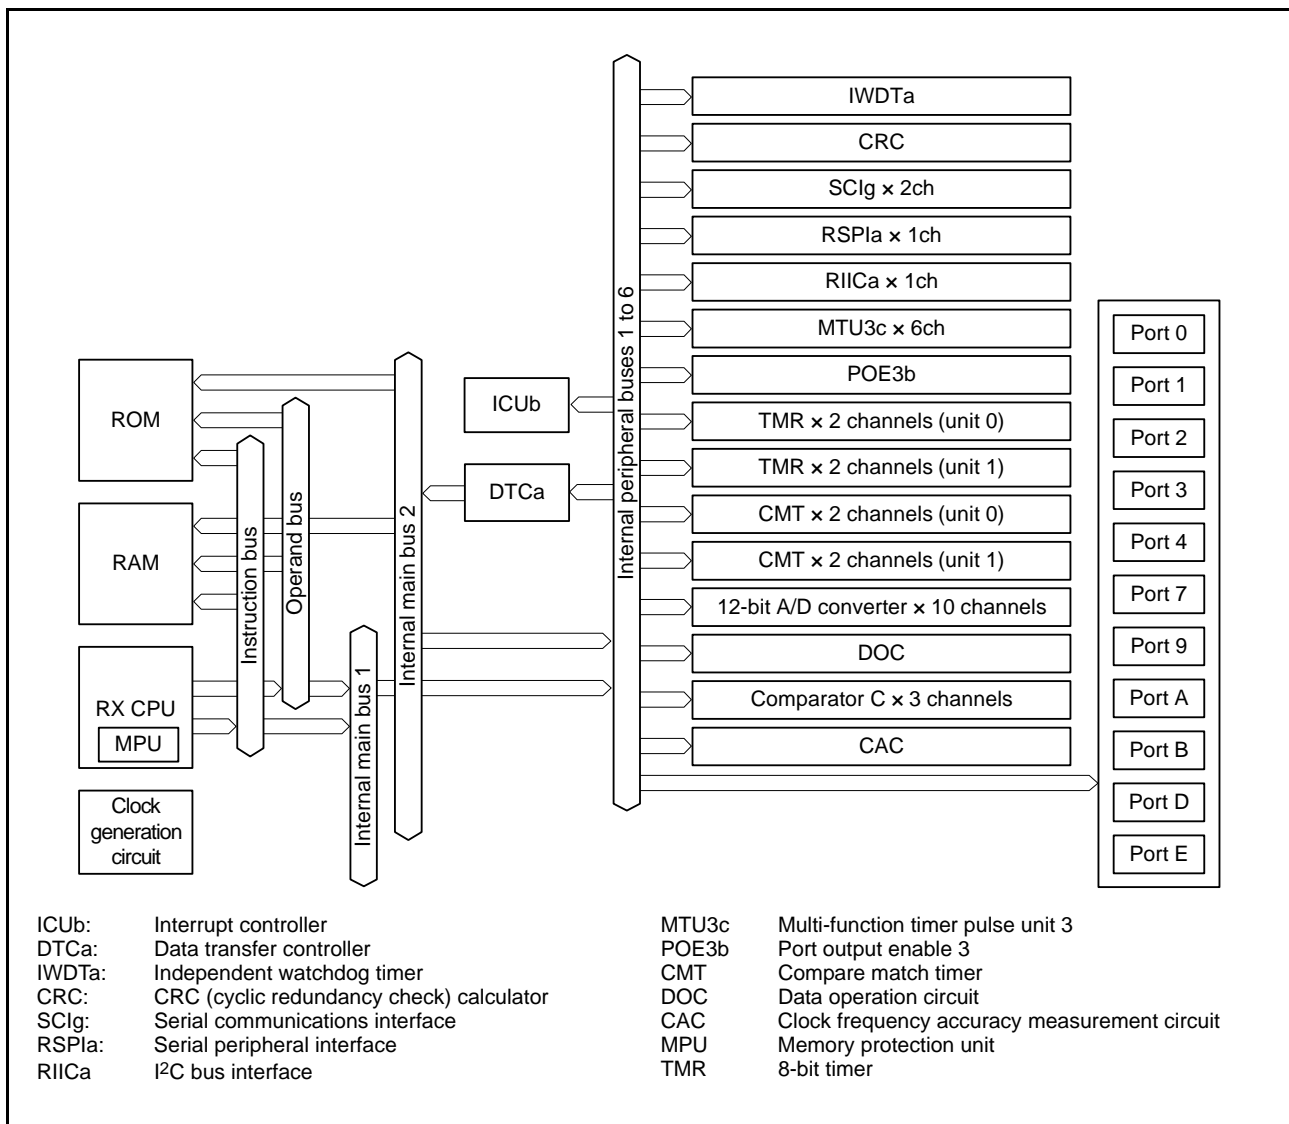 IWDTa
CRC
SCIg × 2ch
RSPIa × 1ch
RIICa × 1ch
MTU3c × 6ch
POE3b
TMR × 2 channels (unit 0)
TMR × 2 channels (unit 1)
CMT × 2 channels (unit 0)
CMT × 2 channels (unit 1)
12-bit A/D converter × 10 channels
DOC
Comparator C × 3 channels
CAC
Port 0
Port 1
Port 2
Port 3
Port 4
Port 7
Port 9
Port A
Port B
Port D
Port E
Internal peripheral buses 1 to 6
ICUb
DTCa
Internal main bus 2
Internal main bus 1
Operand bus
Instruction bus
ROM
RAM
RX CPU
MPU
Clock
generation
circuit
ICUb: Interrupt controller
DTCa: Data transfer controller
IWDTa: Independent watchdog timer
CRC: CRC (cyclic redundancy check) calculator
SCIg: Serial communications interface
RSPIa: Serial peripheral interface
RIICa I²C bus interface
MTU3c Multi-function timer pulse unit 3
POE3b Port output enable 3
CMT Compare match timer
DOC Data operation circuit
CAC Clock frequency accuracy measurement circuit
MPU Memory protection unit
TMR 8-bit timer